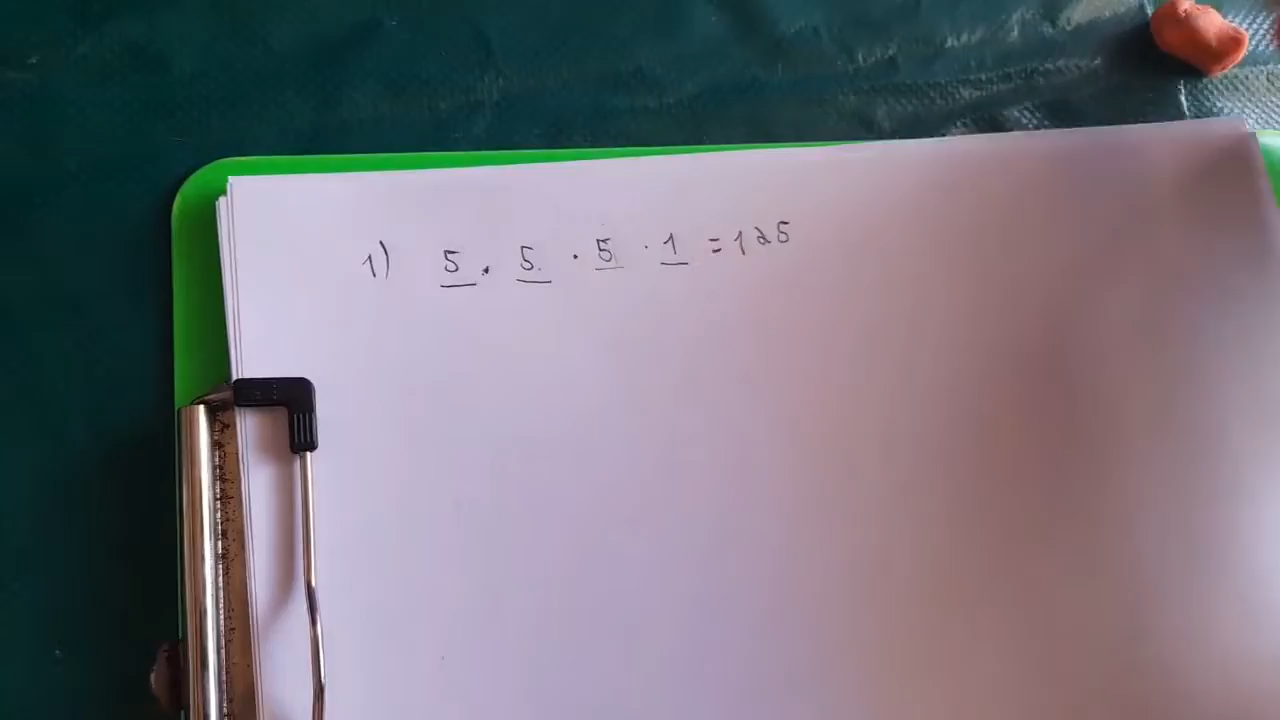 1) 5 . 5 . 5 . 1 = 125